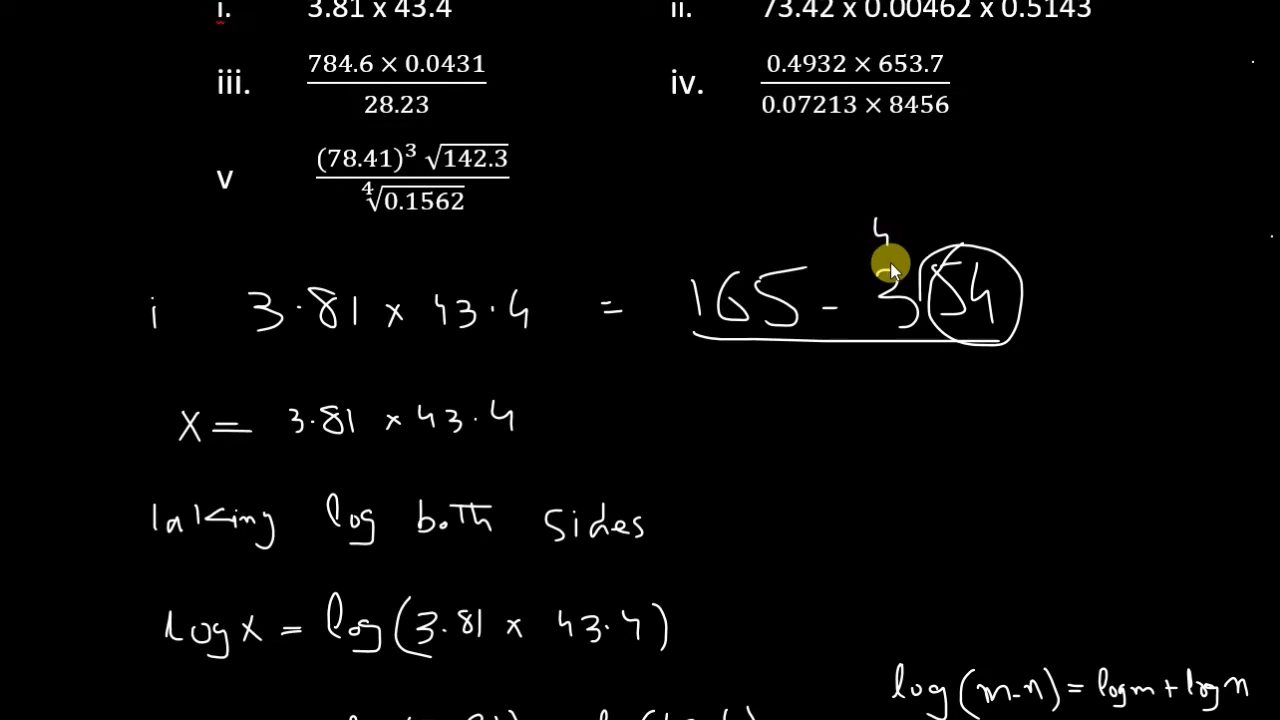 i. 3.81 x 43.4 ii. 73.42 x 0.00462 x 0.5143
iii. 784.6 × 0.0431 / 28.23 iv. 0.4932 × 653.7 / 0.07213 × 8456
v (78.41)³ √142.3 / ⁴√0.1562
4
i 3.81 x 43.4 = 165-354
X = 3.81 x 43.4
Taking log both sides
log X = log (3.81 x 43.4)
log (m-n) = log m + log n